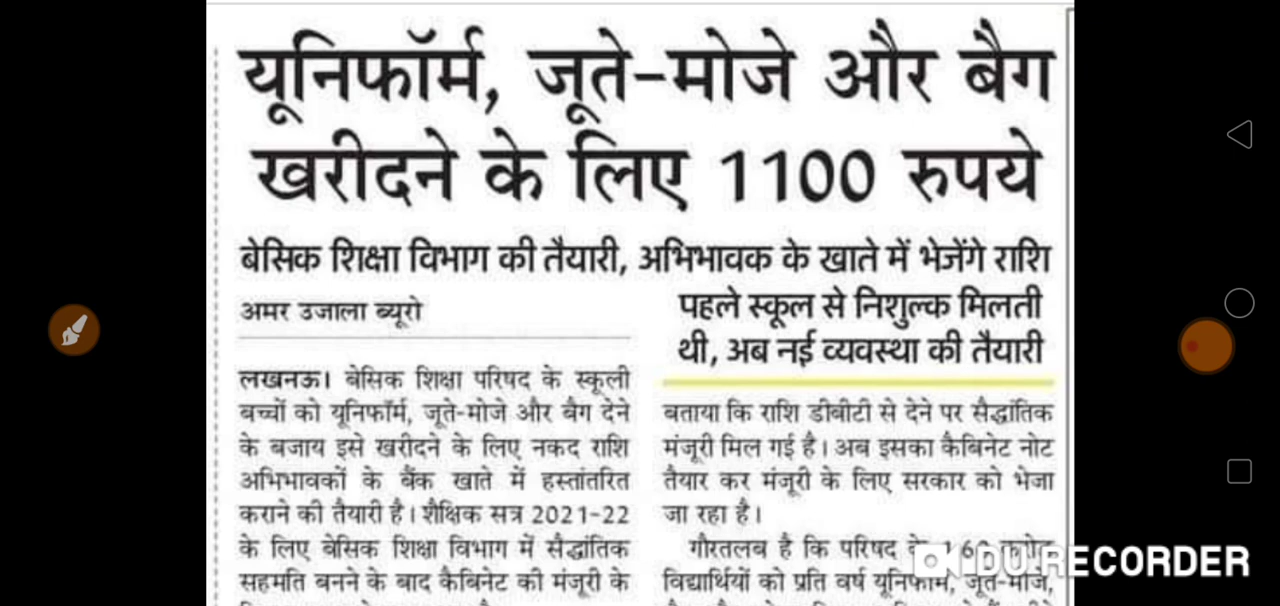 यूनिफॉर्म, जूते-मोजे और बैग
खरीदने के लिए 1100 रुपये
बेसिक शिक्षा विभाग की तैयारी, अभिभावक के खाते में भेजेंगे राशि
अमर उजाला ब्यूरो
लखनऊ। बेसिक शिक्षा परिषद के स्कूली
बच्चों को यूनिफॉर्म, जूते-मोजे और बैग देने
के बजाय इसे खरीदने के लिए नकद राशि
अभिभावकों के बैंक खाते में हस्तांतरित
कराने की तैयारी है। शैक्षिक सत्र 2021-22
के लिए बेसिक शिक्षा विभाग में सैद्धांतिक
सहमति बनने के बाद कैबिनेट की मंजूरी के
पहले स्कूल से निशुल्क मिलती
थी, अब नई व्यवस्था की तैयारी
बताया कि राशि डीबीटी से देने पर सैद्धांतिक
मंजूरी मिल गई है। अब इसका कैबिनेट नोट
तैयार कर मंजूरी के लिए सरकार को भेजा
जा रहा है।
गौरतलब है कि परिषद के
विद्यार्थियों को प्रति वर्ष यूनिफॉर्म, जूते-मोजे,
DU RECORDER